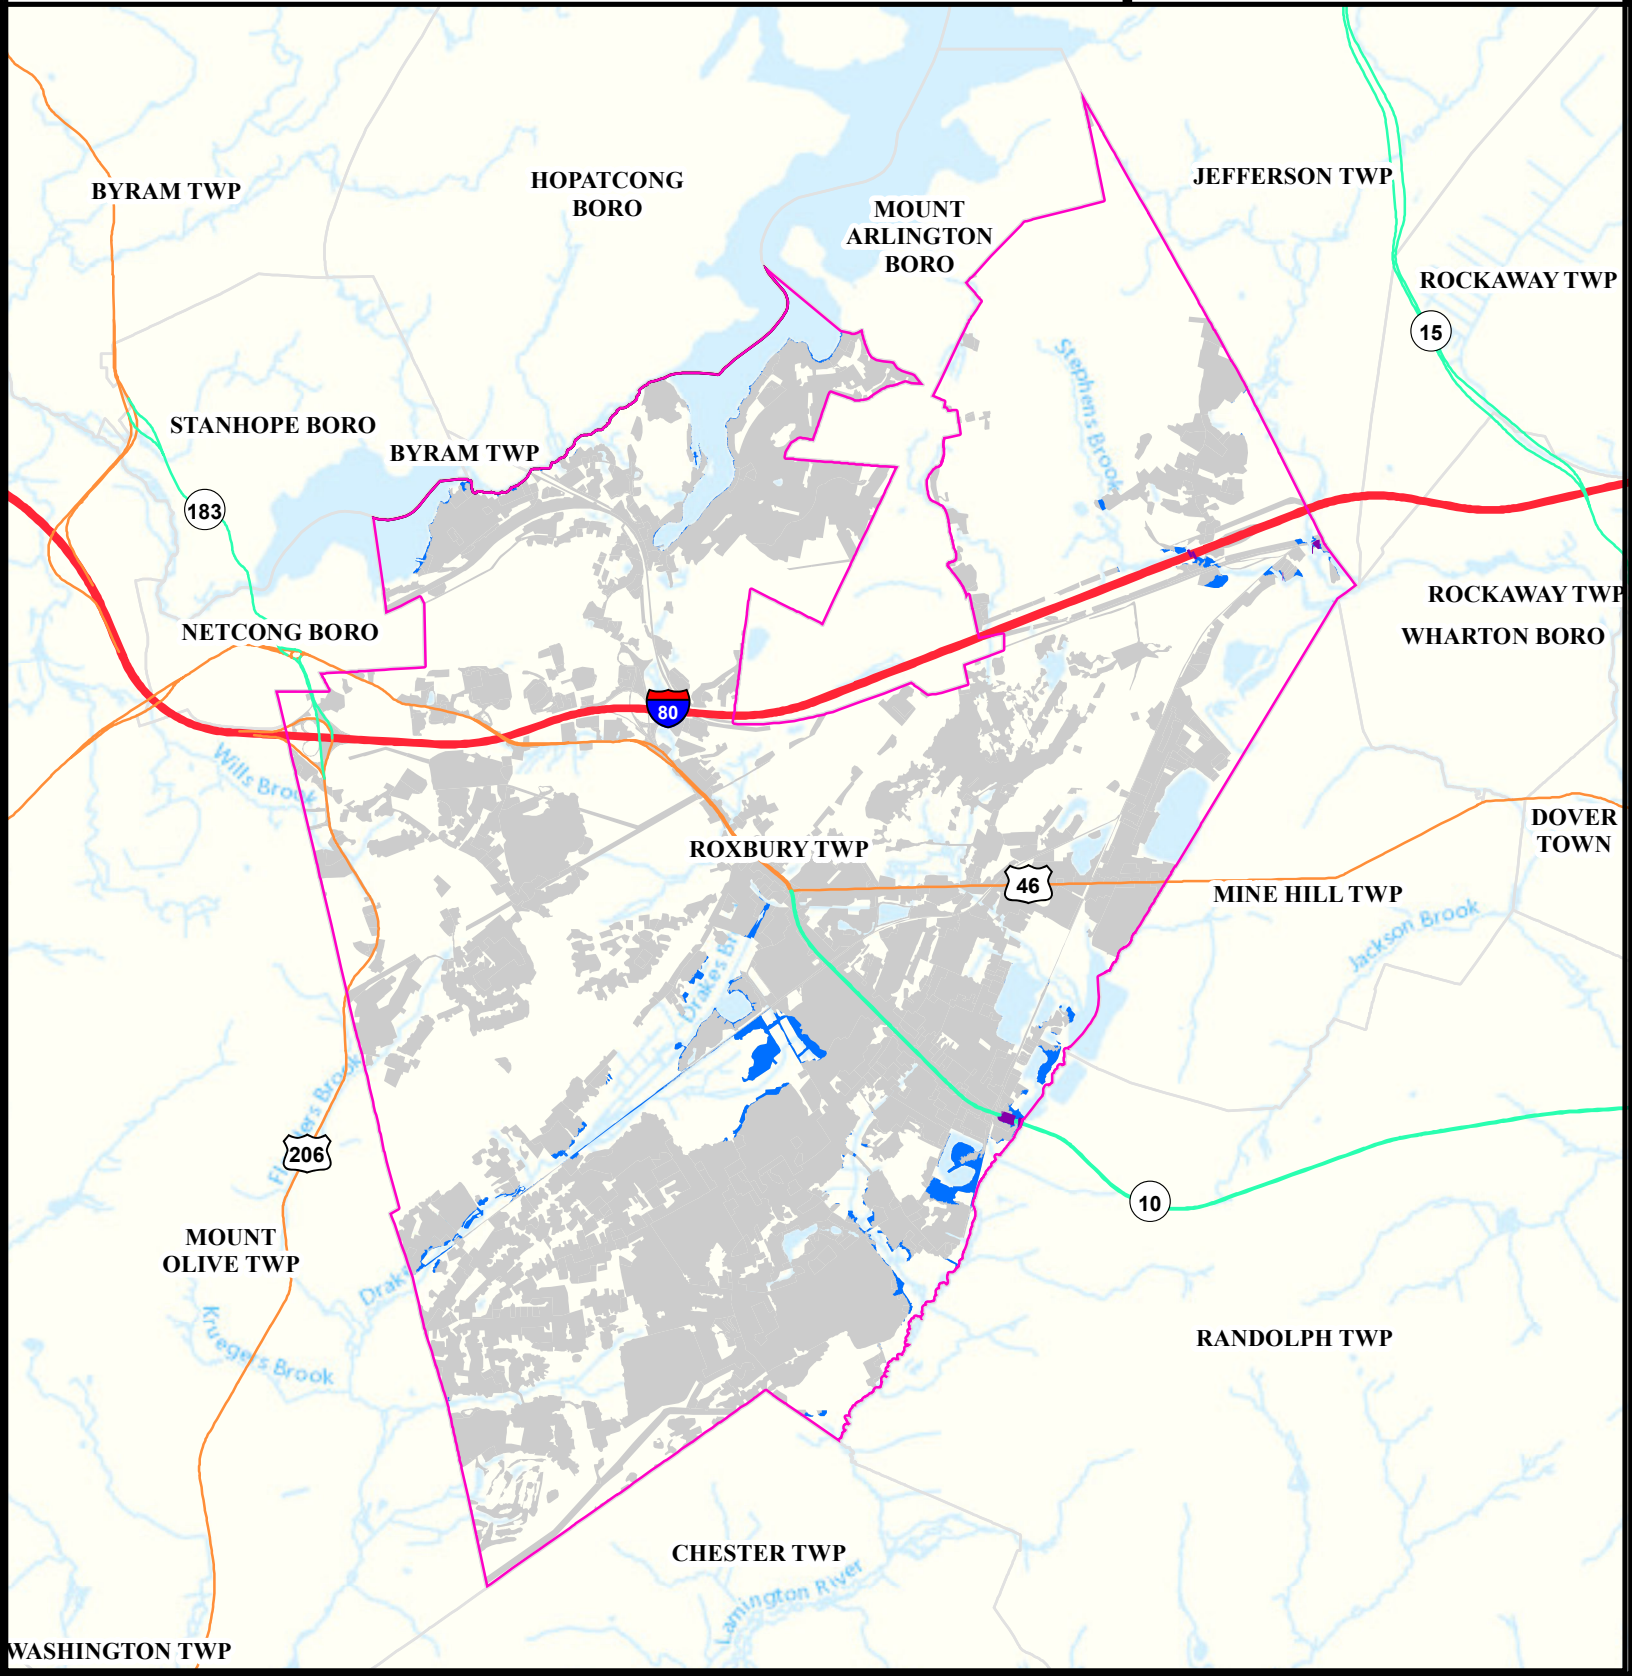 JEFFERSON TWP
HOPATCONG
BORO
BYRAM TWP
MOUNT
ARLINGTON
BORO
ROCKAWAY TWP
15
Stephens Brook
STANHOPE BORO
BYRAM TWP
183
ROCKAWAY TWP
NETCONG BORO
WHARTON BORO
80
Wills Brook
DOVER
TOWN
ROXBURY TWP
46
MINE HILL TWP
Jackson Brook
Drakes Br
Brook
206
10
MOUNT
OLIVE TWP
Drake
Kruegers Brook
RANDOLPH TWP
CHESTER TWP
Lamington River
WASHINGTON TWP